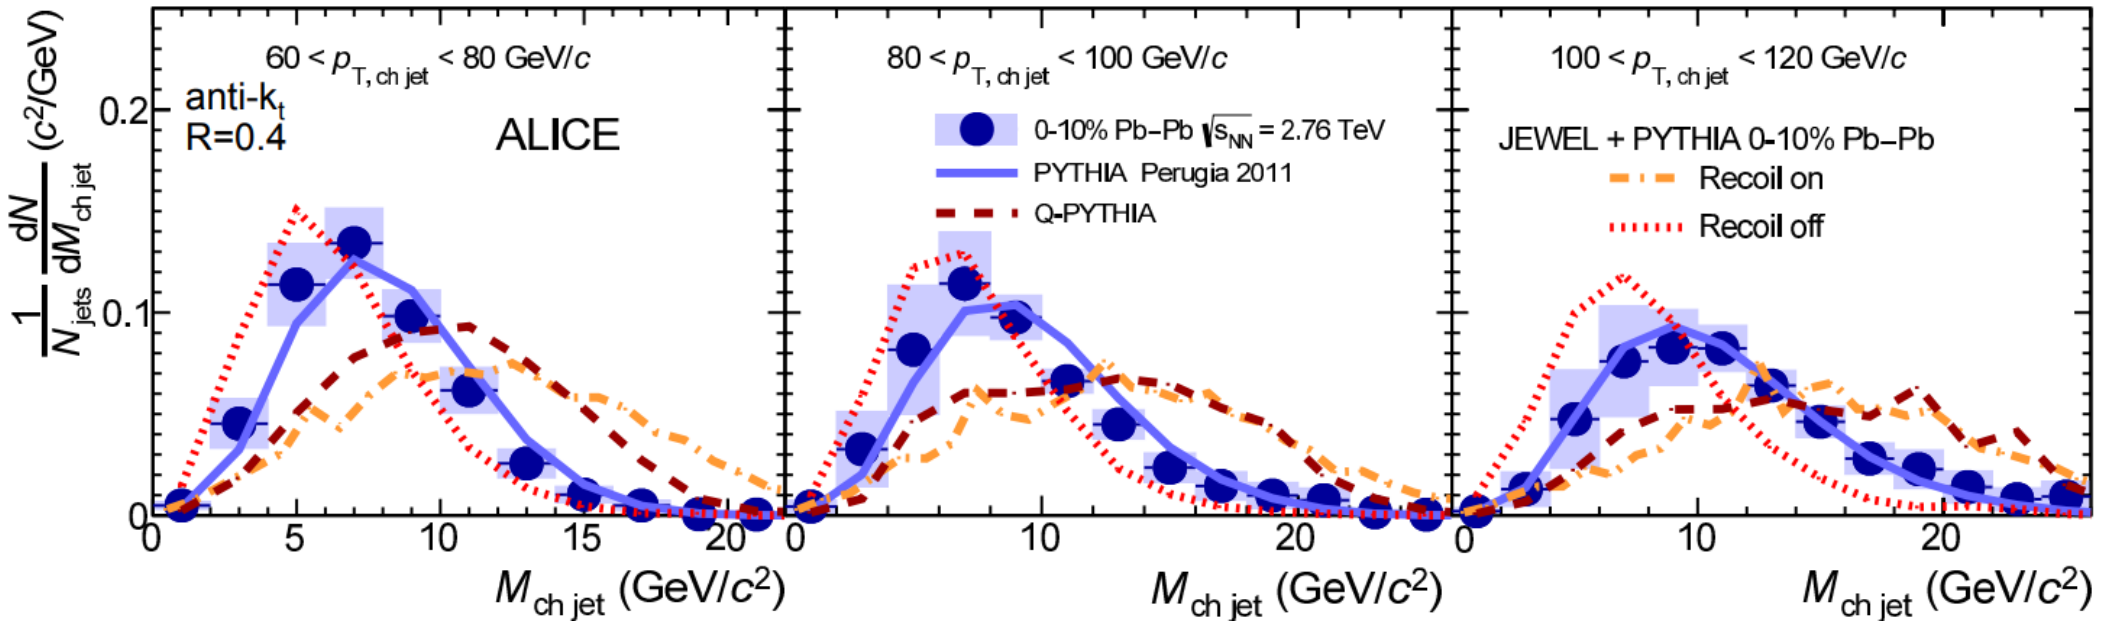 1/N_jets dN/dM_ch jet (c²/GeV)
60 < p_T, ch jet < 80 GeV/c
anti-k_t
R=0.4
ALICE
0.2
0.1
0
0 5 10 15 20
M_ch jet (GeV/c²)
80 < p_T, ch jet < 100 GeV/c
0-10% Pb–Pb √s_NN = 2.76 TeV
PYTHIA Perugia 2011
Q-PYTHIA
0 10 20
M_ch jet (GeV/c²)
100 < p_T, ch jet < 120 GeV/c
JEWEL + PYTHIA 0-10% Pb–Pb
Recoil on
Recoil off
0 10 20
M_ch jet (GeV/c²)